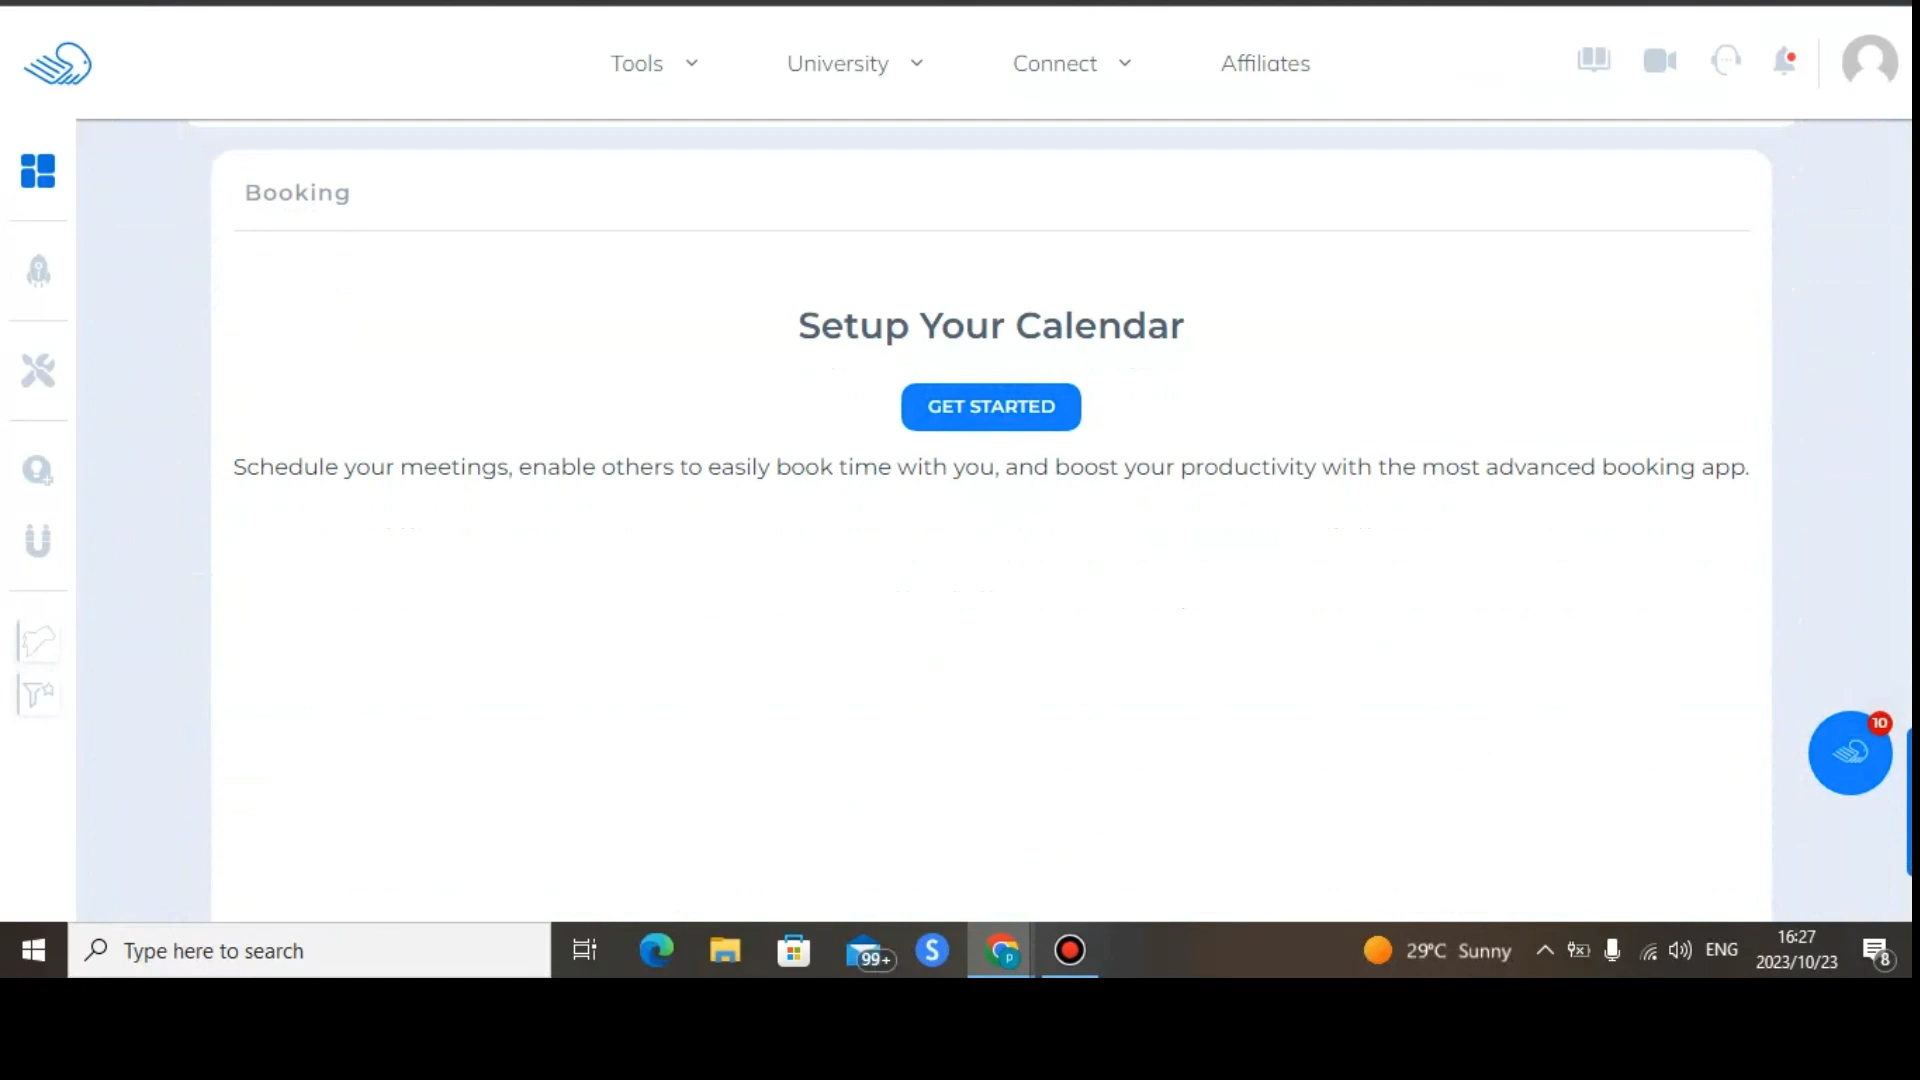 Tools University Connect Affiliates
Booking
Setup Your Calendar
GET STARTED
Schedule your meetings, enable others to easily book time with you, and boost your productivity with the most advanced booking app.
10
Type here to search
99+
S
p
29°C Sunny
ENG
16:27
2023/10/23
8